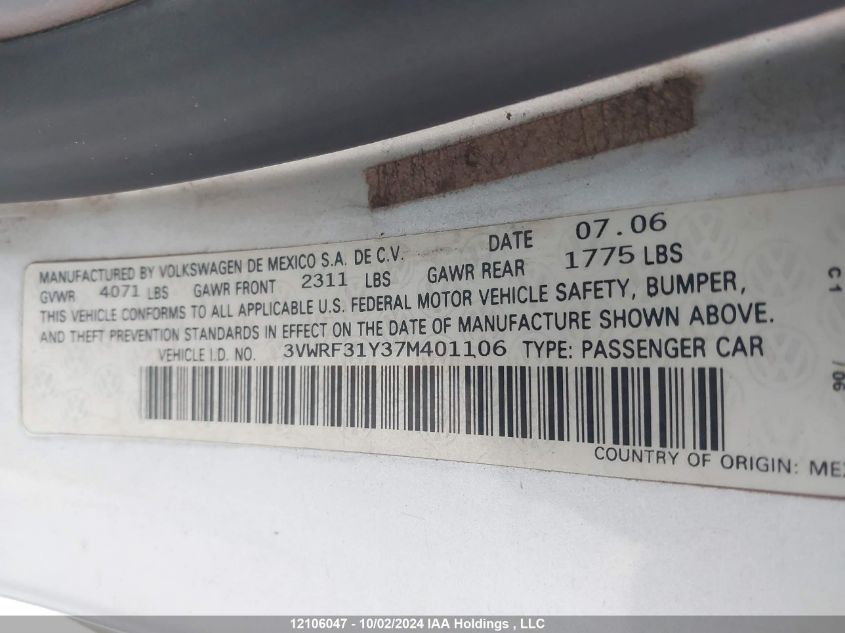 MANUFACTURED BY VOLKSWAGEN DE MEXICO S.A. DE C.V. DATE 07.06
GVWR 4071 LBS GAWR FRONT 2311 LBS GAWR REAR 1775 LBS
THIS VEHICLE CONFORMS TO ALL APPLICABLE U.S. FEDERAL MOTOR VEHICLE SAFETY, BUMPER,
AND THEFT PREVENTION STANDARDS IN EFFECT ON THE DATE OF MANUFACTURE SHOWN ABOVE.
VEHICLE I.D. NO. 3VWRF31Y37M401106 TYPE: PASSENGER CAR
COUNTRY OF ORIGIN: MEX
C1 /06
12106047 - 10/02/2024 IAA Holdings , LLC